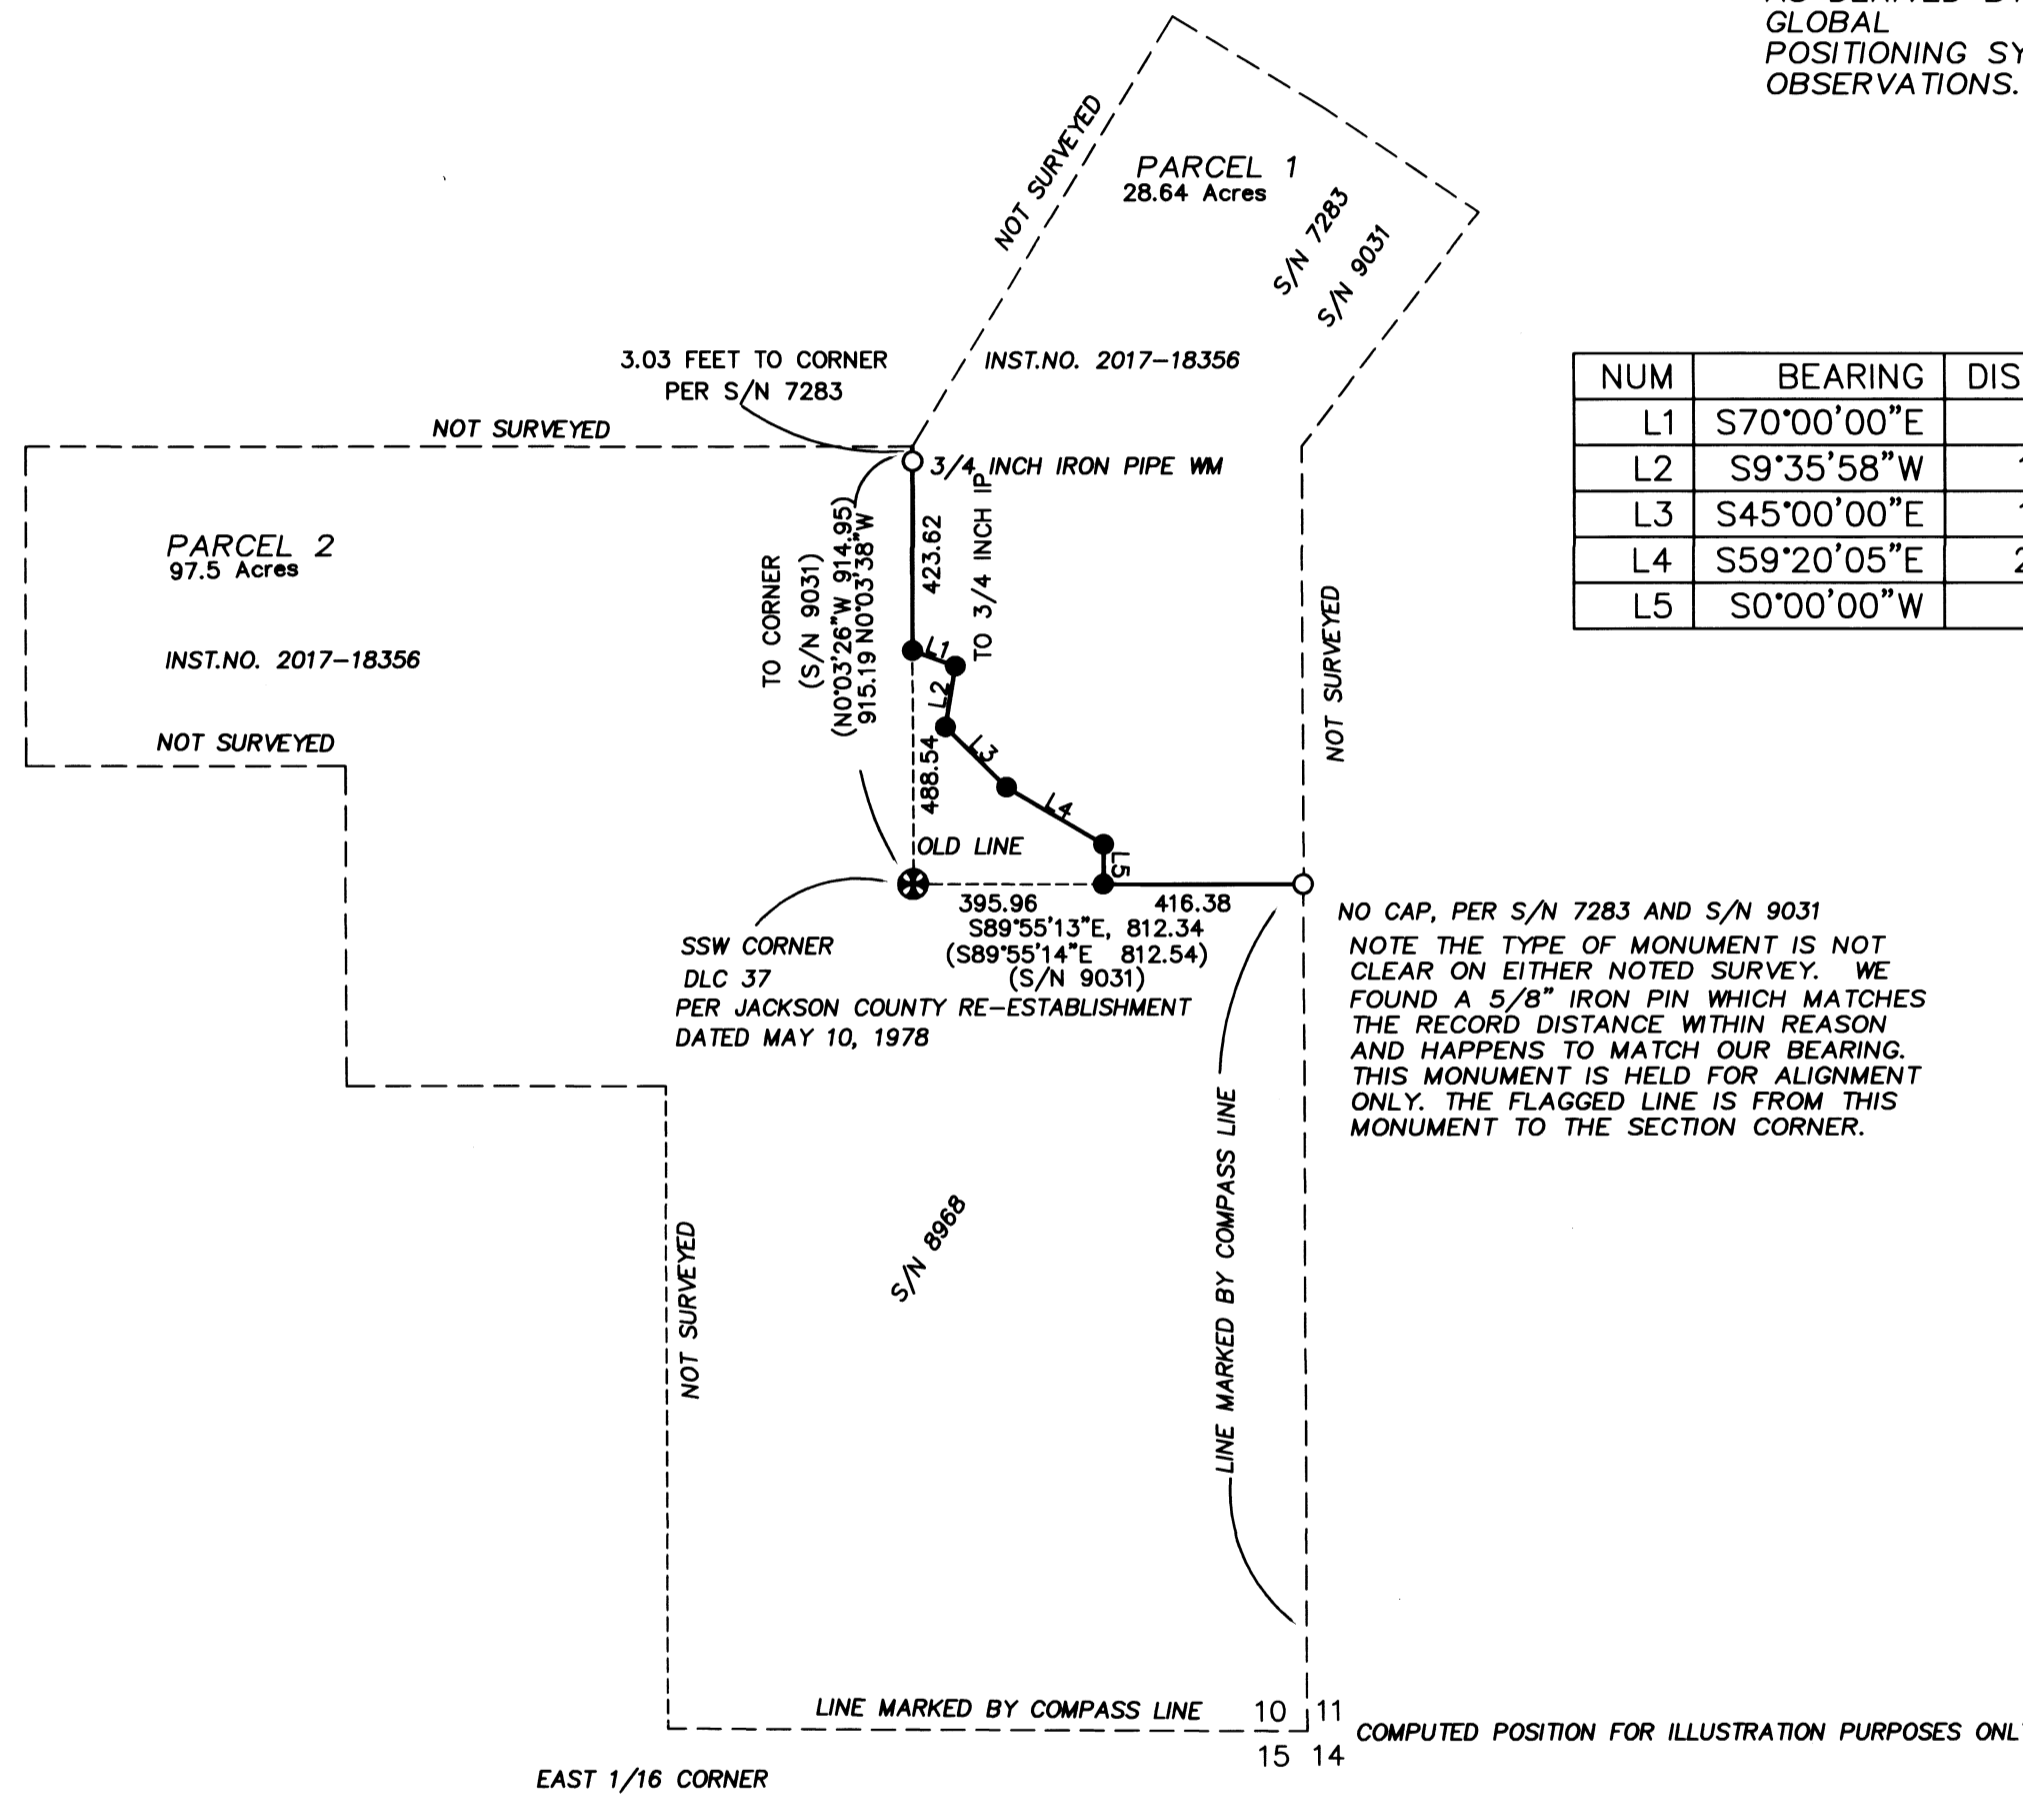 GLOBAL
POSITIONING SY
OBSERVATIONS.
NOT SURVEYED
PARCEL 1
28.64 Acres
S/N 7283
S/N 9031
3.03 FEET TO CORNER
PER S/N 7283
INST.NO. 2017-18356
NUM BEARING DIS
L1 S70°00'00"E
L2 S9°35'58"W
L3 S45°00'00"E
L4 S59°20'05"E
L5 S0°00'00"W
NOT SURVEYED
3/4 INCH IRON PIPE WM
PARCEL 2
97.5 Acres
INST.NO. 2017-18356
NOT SURVEYED
TO CORNER
(S/N 9031)
(N0°03'26"W 914.95)
915.19 N0°03'38"W
423.62
TO 3/4 INCH IP
L1
L2
L3
L4
L5
488.54
OLD LINE
NOT SURVEYED
395.96
416.38
S89°55'13"E, 812.34
(S89°55'14"E 812.54)
(S/N 9031)
SSW CORNER
DLC 37
PER JACKSON COUNTY RE-ESTABLISHMENT
DATED MAY 10, 1978
NO CAP, PER S/N 7283 AND S/N 9031
NOTE THE TYPE OF MONUMENT IS NOT
CLEAR ON EITHER NOTED SURVEY. WE
FOUND A 5/8" IRON PIN WHICH MATCHES
THE RECORD DISTANCE WITHIN REASON
AND HAPPENS TO MATCH OUR BEARING.
THIS MONUMENT IS HELD FOR ALIGNMENT
ONLY. THE FLAGGED LINE IS FROM THIS
MONUMENT TO THE SECTION CORNER.
LINE MARKED BY COMPASS LINE
S/N 8968
NOT SURVEYED
LINE MARKED BY COMPASS LINE
10 11
15 14
COMPUTED POSITION FOR ILLUSTRATION PURPOSES ONL
EAST 1/16 CORNER